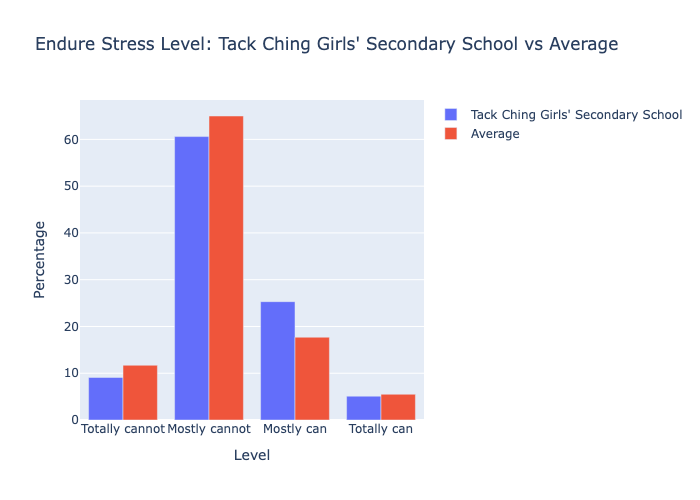 Endure Stress Level: Tack Ching Girls' Secondary School vs Average
Tack Ching Girls' Secondary School
Average
Percentage
60
50
40
30
20
10
0
Totally cannot Mostly cannot Mostly can Totally can
Level